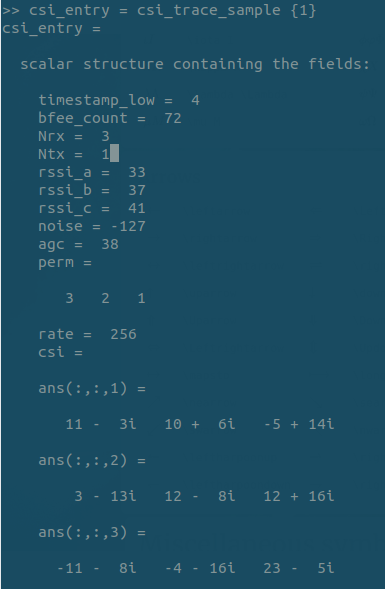 >> csi_entry = csi_trace_sample {1}
csi_entry =
scalar structure containing the fields:
timestamp_low =  4
bfee_count =  72
Nrx =  3
Ntx =  1
rssi_a =  33
rssi_b =  37
rssi_c =  41
noise = -127
agc =  38
perm =
3   2   1
rate =  256
csi =
ans(:,:,1) =
11 -  3i   10 +  6i   -5 + 14i
ans(:,:,2) =
3 - 13i   12 -  8i   12 + 16i
ans(:,:,3) =
-11 -  8i   -4 - 16i   23 -  5i